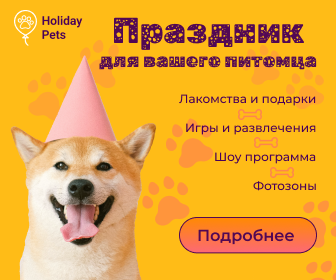 Holiday
Pets
Праздник
для вашего питомца
Лакомства и подарки
Игры и развлечения
Шоу программа
Фотозоны
Подробнее